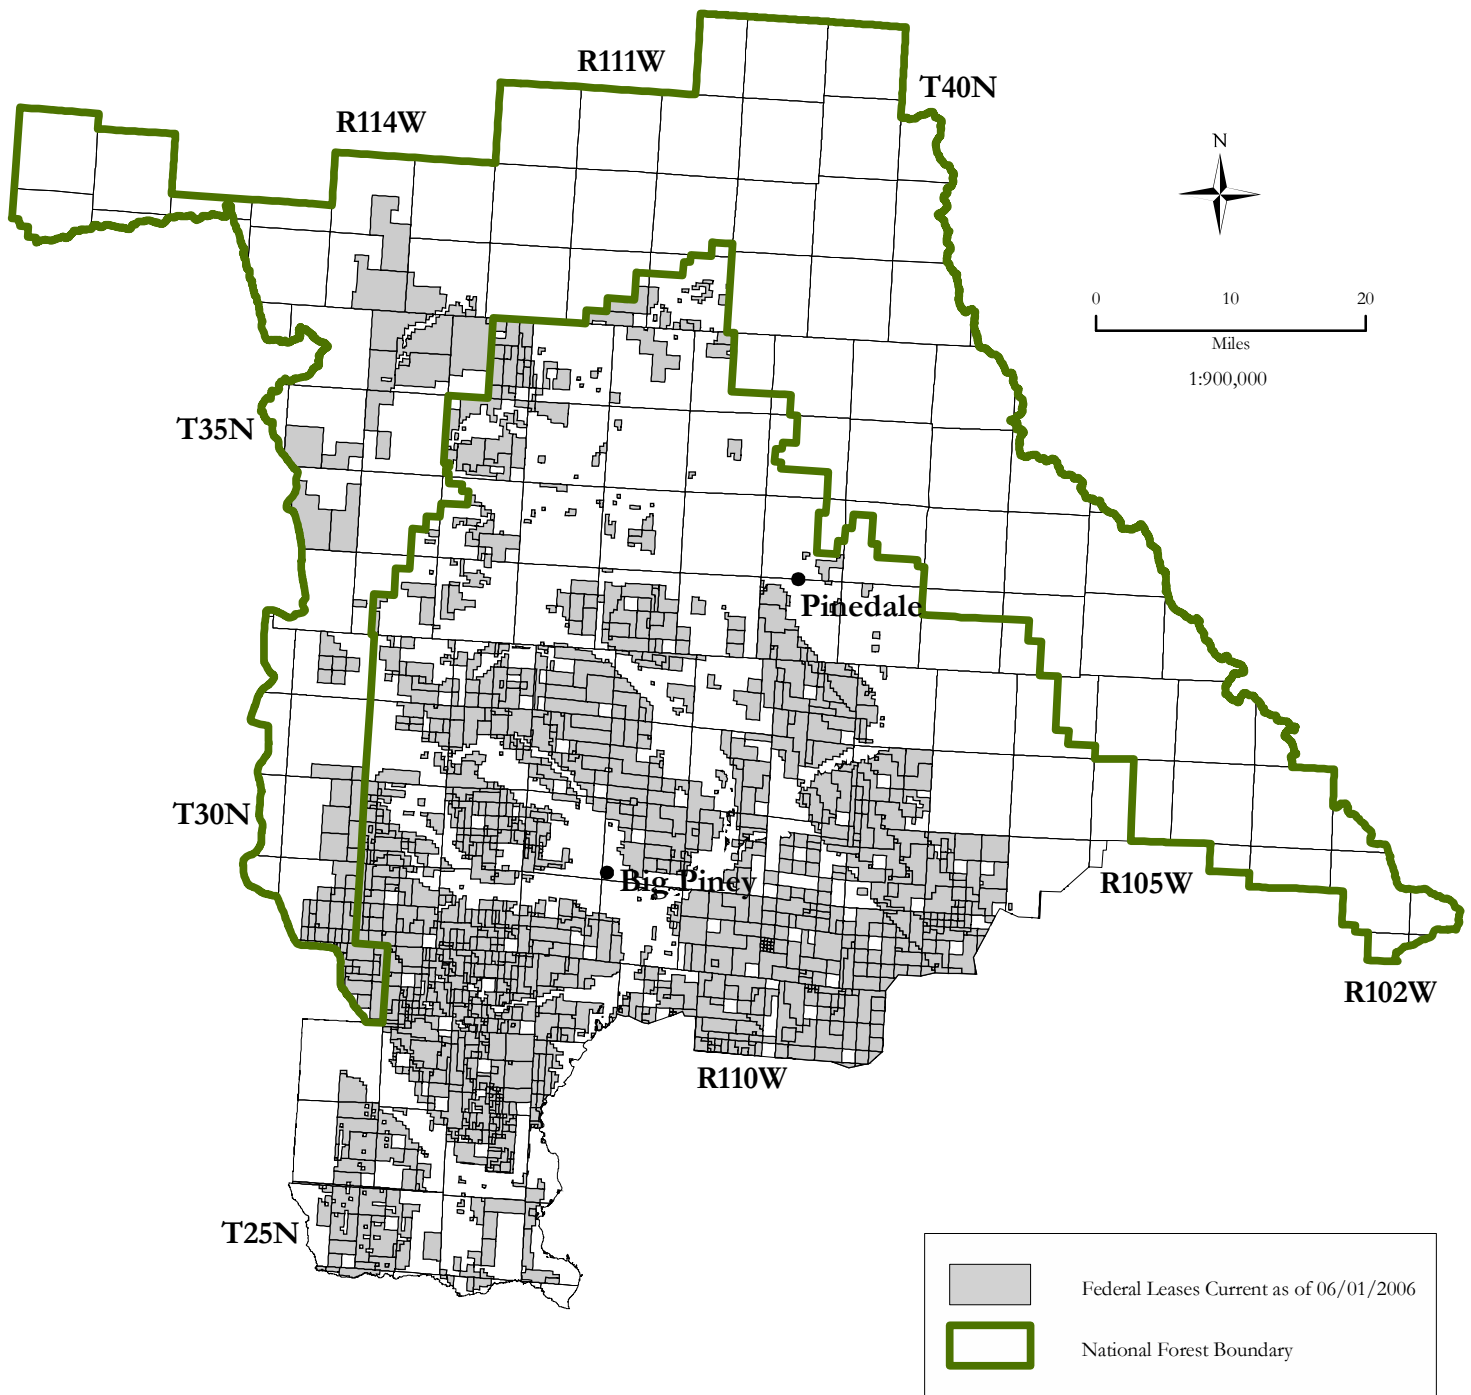 R111W
T40N
R114W
N
0 10 20
Miles
1:900,000
T35N
Pinedale
T30N
Big Piney
R105W
R102W
R110W
T25N
Federal Leases Current as of 06/01/2006
National Forest Boundary